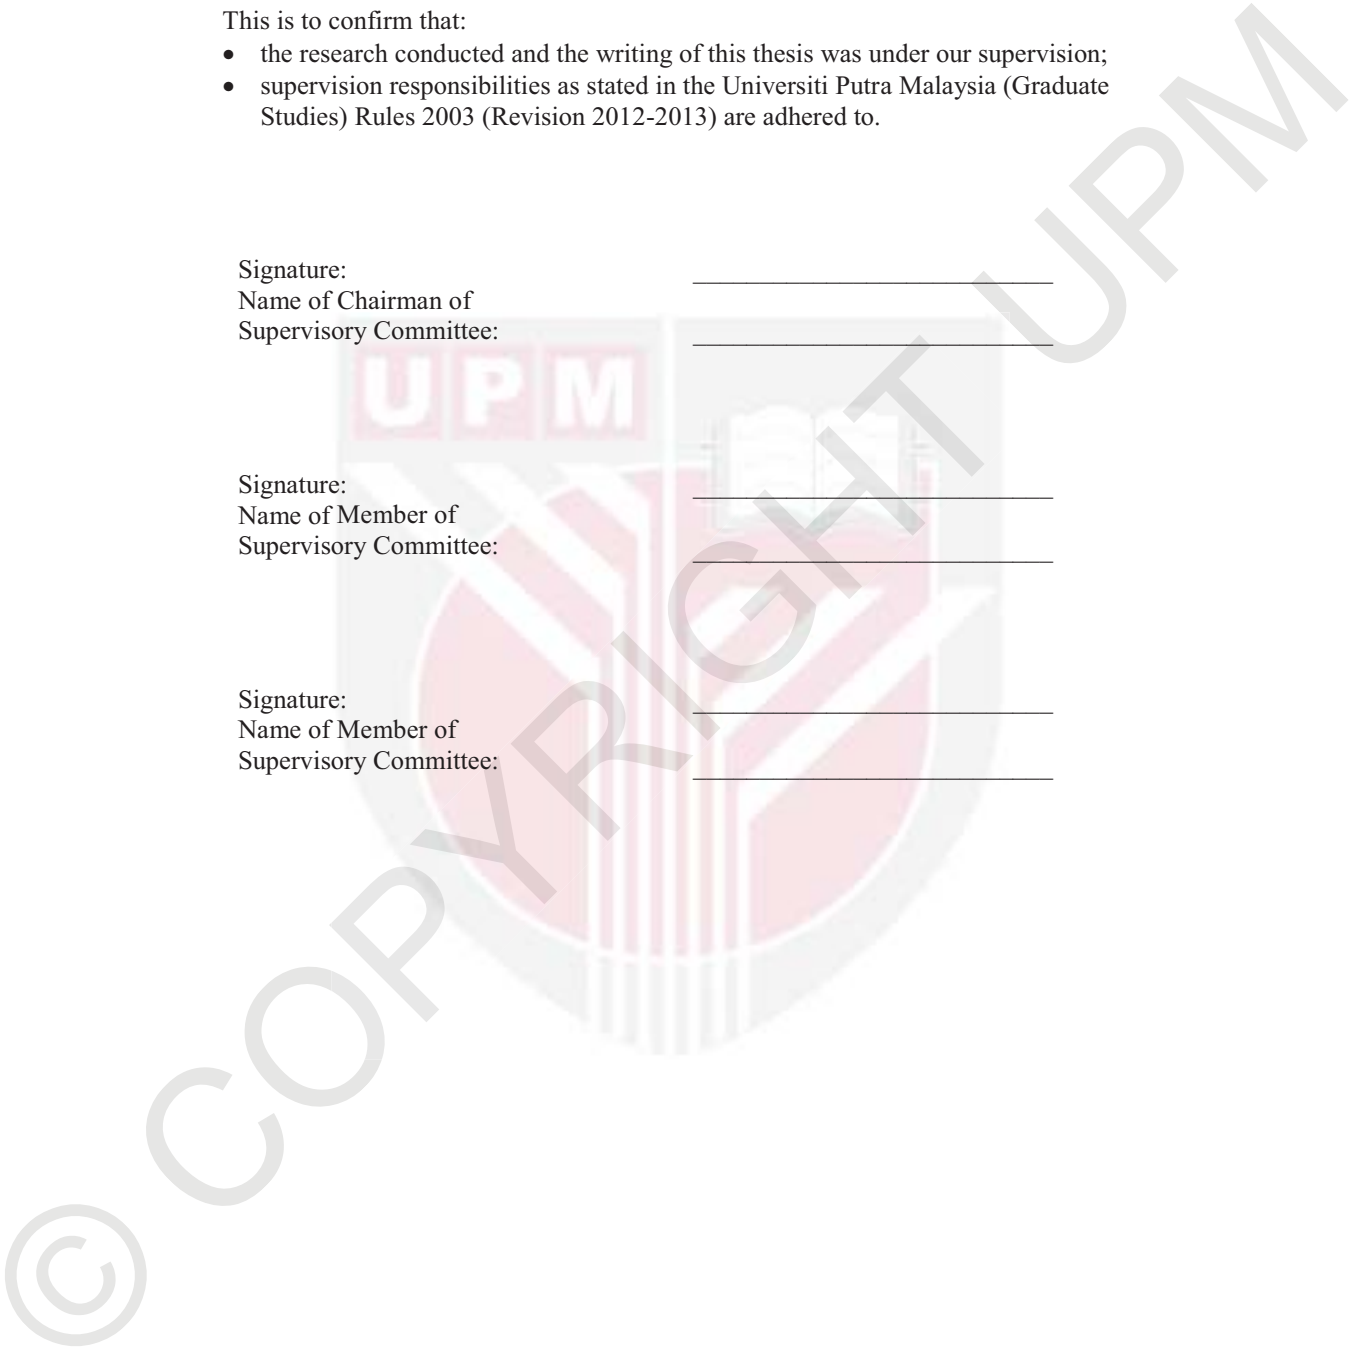 This is to confirm that:
• the research conducted and the writing of this thesis was under our supervision;
• supervision responsibilities as stated in the Universiti Putra Malaysia (Graduate
Studies) Rules 2003 (Revision 2012-2013) are adhered to.
Signature:
Name of Chairman of
Supervisory Committee:
UPM
Signature:
Name of Member of
Supervisory Committee:
Signature:
Name of Member of
Supervisory Committee:
© COPYRIGHT UPM